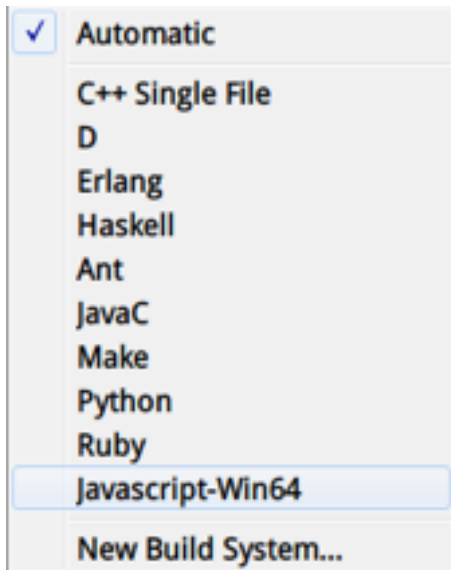 Automatic
C++ Single File
D
Erlang
Haskell
Ant
JavaC
Make
Python
Ruby
Javascript-Win64
New Build System...